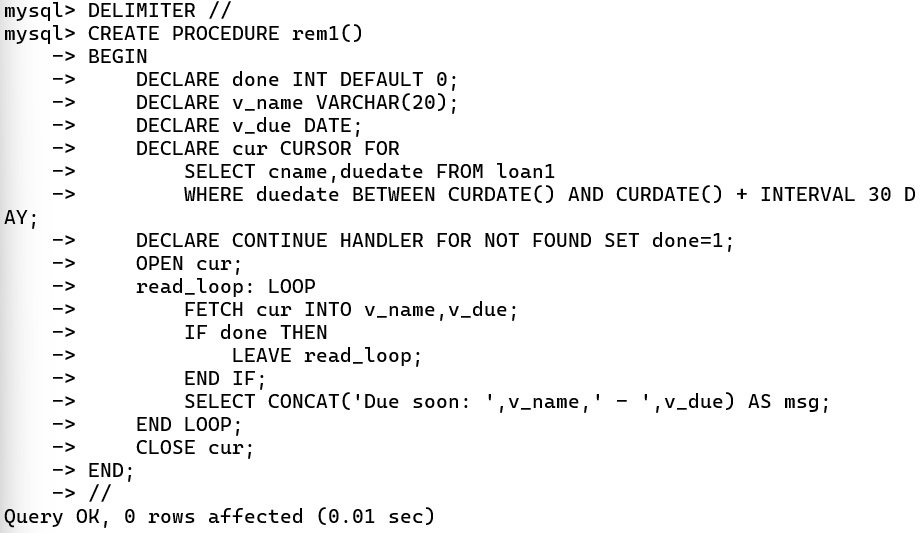 mysql> DELIMITER //
mysql> CREATE PROCEDURE rem1()
    -> BEGIN
    ->     DECLARE done INT DEFAULT 0;
    ->     DECLARE v_name VARCHAR(20);
    ->     DECLARE v_due DATE;
    ->     DECLARE cur CURSOR FOR
    ->         SELECT cname,duedate FROM loan1
    ->         WHERE duedate BETWEEN CURDATE() AND CURDATE() + INTERVAL 30 D
AY;
    ->     DECLARE CONTINUE HANDLER FOR NOT FOUND SET done=1;
    ->     OPEN cur;
    ->     read_loop: LOOP
    ->         FETCH cur INTO v_name,v_due;
    ->         IF done THEN
    ->             LEAVE read_loop;
    ->         END IF;
    ->         SELECT CONCAT('Due soon: ',v_name,' - ',v_due) AS msg;
    ->     END LOOP;
    ->     CLOSE cur;
    -> END;
    -> //
Query OK, 0 rows affected (0.01 sec)